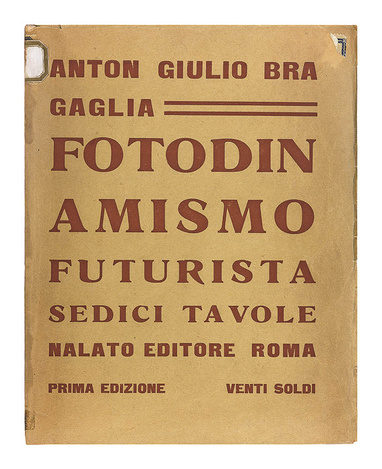 ANTON GIULIO BRA
GAGLIA
FOTODIN
AMISMO
FUTURISTA
SEDICI TAVOLE
NALATO EDITORE ROMA
PRIMA EDIZIONE VENTI SOLDI